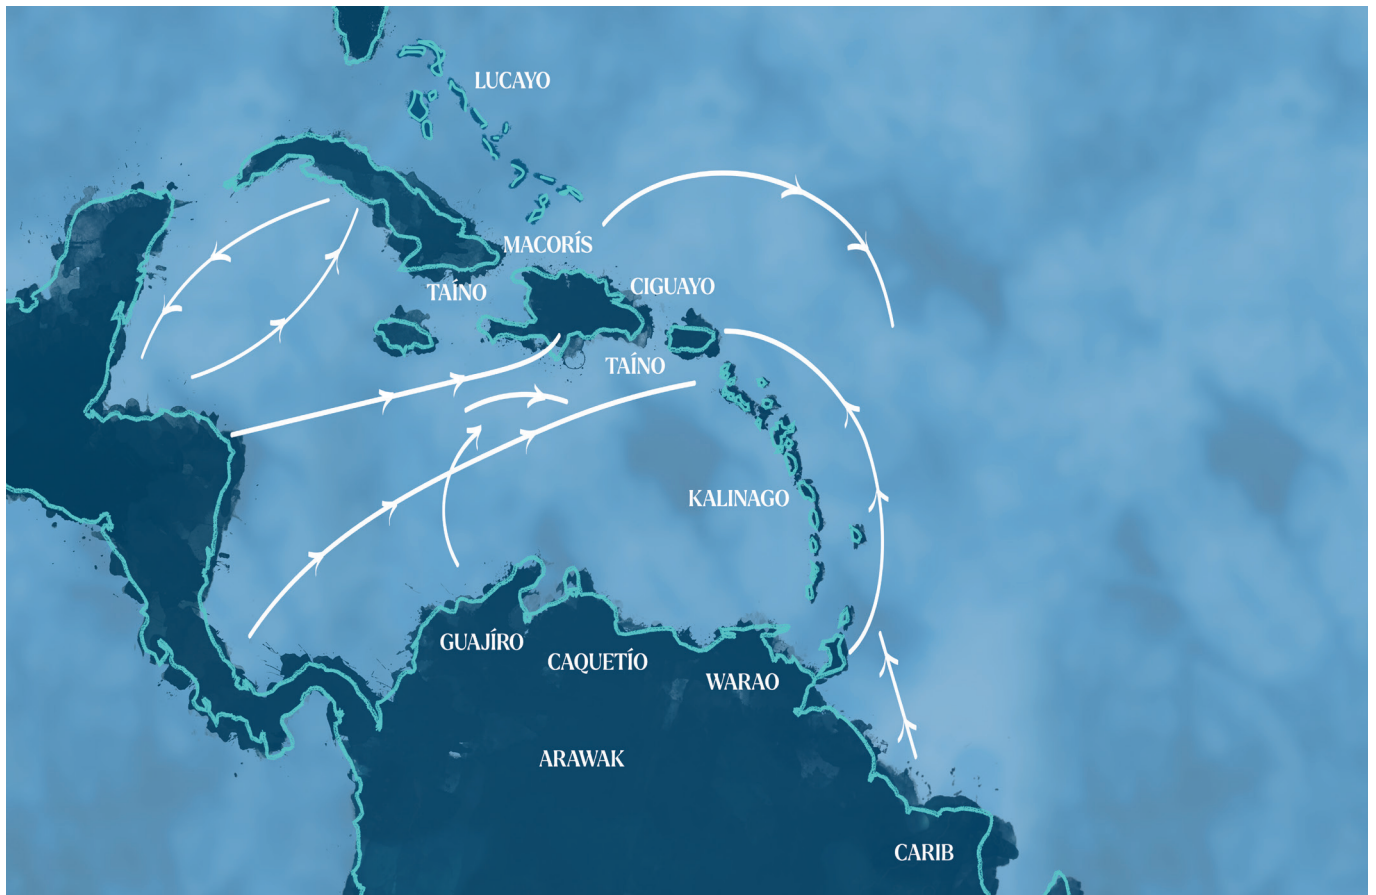 LUCAYO
MACORÍS
CIGUAYO
TAÍNO
TAÍNO
KALINAGO
GUAJÍRO
CAQUETÍO
WARAO
ARAWAK
CARIB